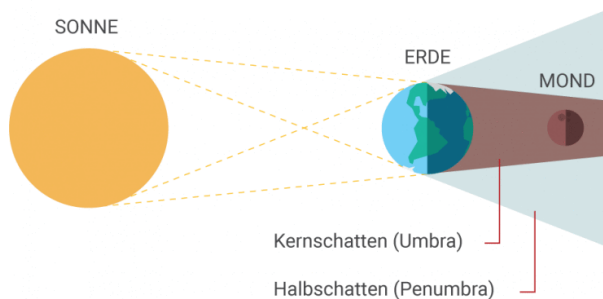 SONNE
ERDE
MOND
Kernschatten (Umbra)
Halbschatten (Penumbra)